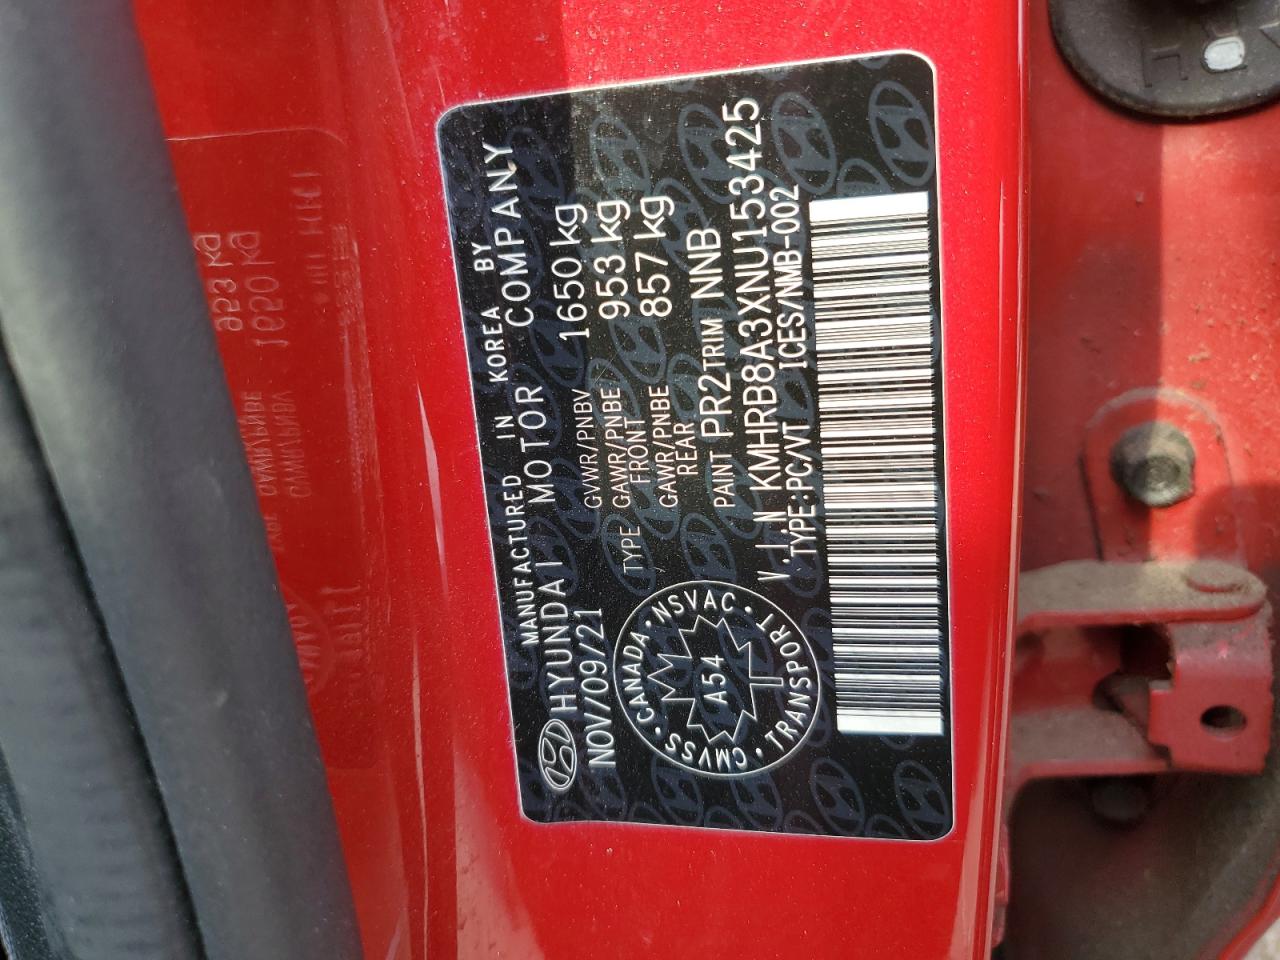 MANUFACTURED IN KOREA BY
HYUNDAI MOTOR COMPANY
NOV/09/21
GVWR/PNBV 1650 kg
TYPE GAWR/PNBE FRONT 953 kg
GAWR/PNBE REAR 857 kg
PAINT PR2 TRIM NNB
V.I.N KMHRB8A3XNU153425
TYPE:PC/VT ICES/NMB-002
CANADA · NSVAC · TRANSPORT · CMVSS ·
A54